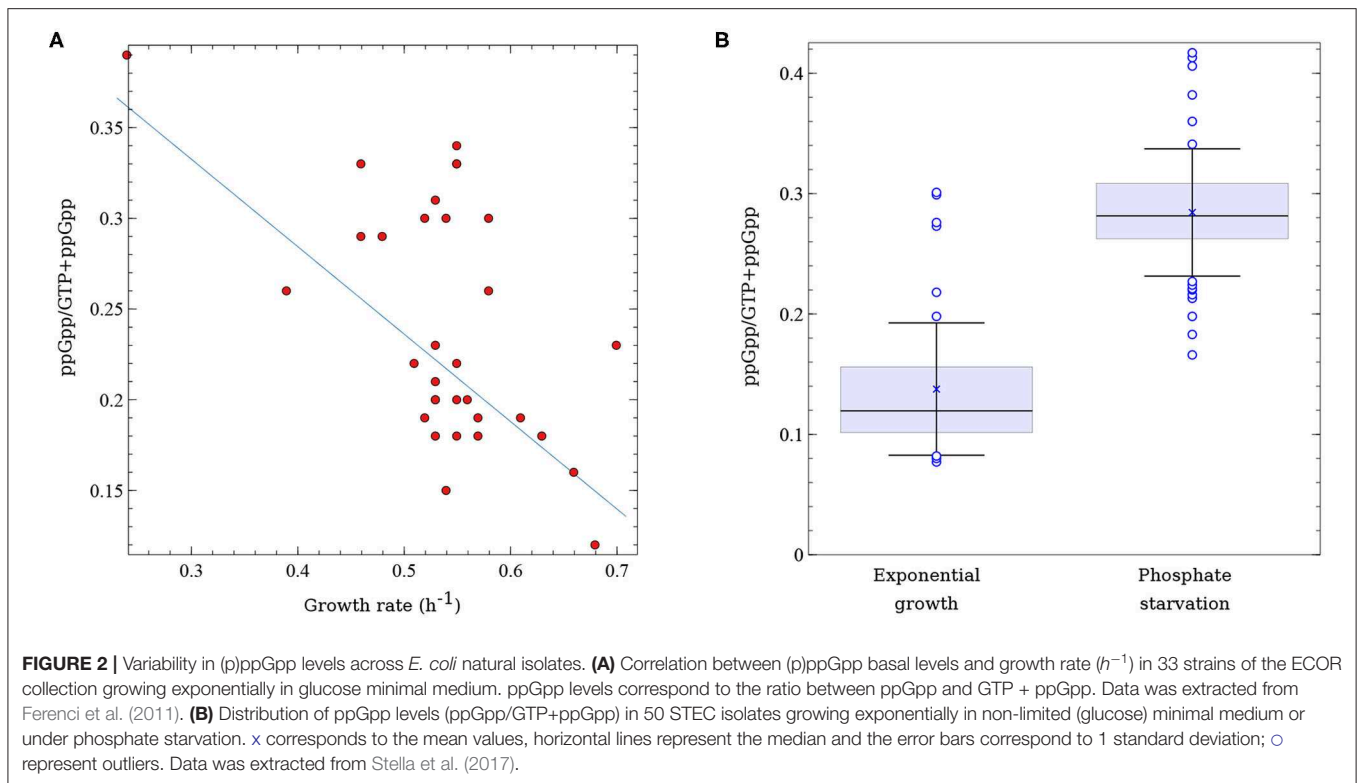 A
B
0.35
0.3
0.25
0.2
0.15
ppGpp/GTP+ppGpp
0.3
0.4
0.5
0.6
0.7
Growth rate (h⁻¹)
0.4
0.3
0.2
0.1
0
ppGpp/GTP+ppGpp
Exponential
growth
Phosphate
starvation
FIGURE 2 | Variability in (p)ppGpp levels across E. coli natural isolates. (A) Correlation between (p)ppGpp basal levels and growth rate (h⁻¹) in 33 strains of the ECOR
collection growing exponentially in glucose minimal medium. ppGpp levels correspond to the ratio between ppGpp and GTP + ppGpp. Data was extracted from
Ferenci et al. (2011). (B) Distribution of ppGpp levels (ppGpp/GTP+ppGpp) in 50 STEC isolates growing exponentially in non-limited (glucose) minimal medium or
under phosphate starvation. x corresponds to the mean values, horizontal lines represent the median and the error bars correspond to 1 standard deviation; ○
represent outliers. Data was extracted from Stella et al. (2017).